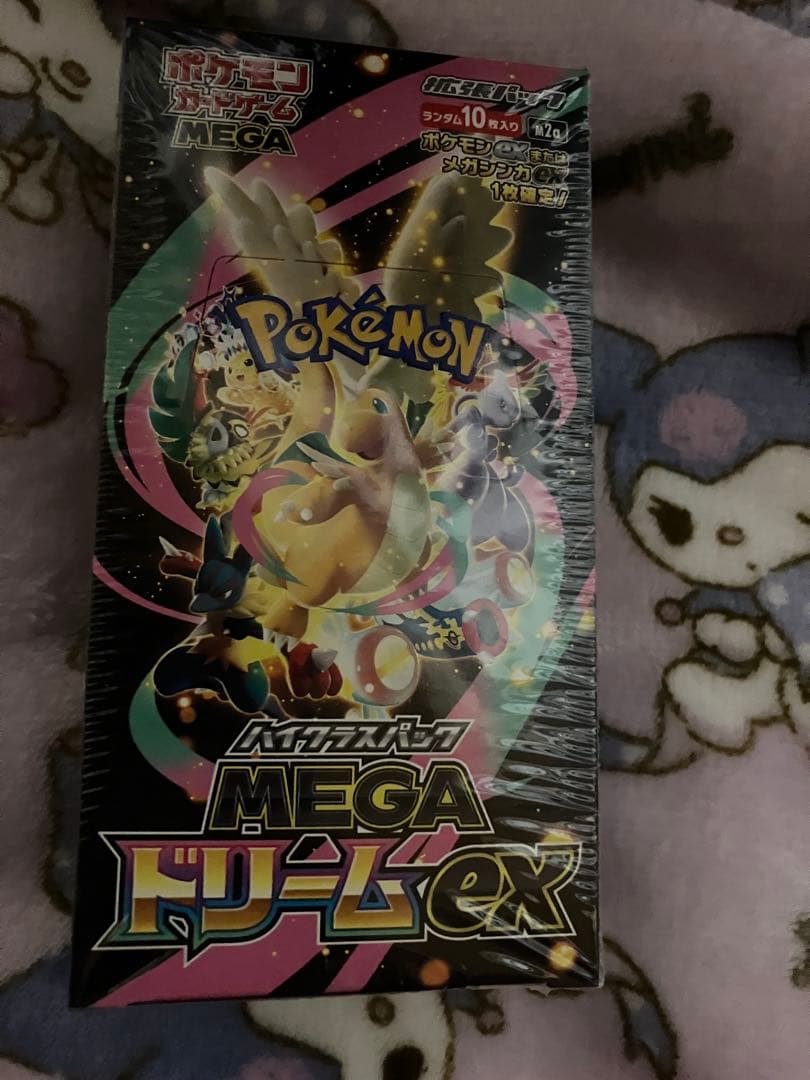 ポケモン
カードゲーム
MEGA
拡張パック
ランダム10枚入り
M2a
ポケモンexまたは
メガシンカex
1枚確定!
POKéMON
ハイクラスパック
MEGA
ドリームex